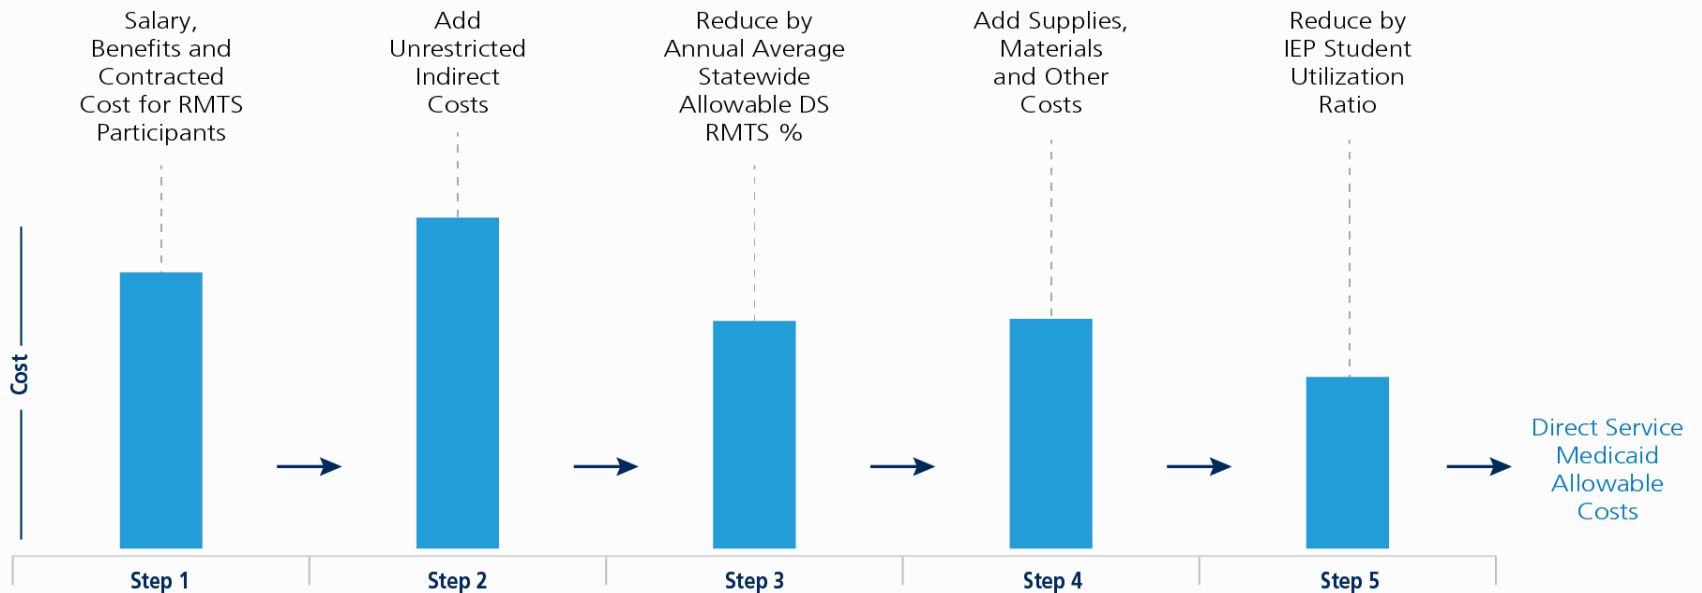 Salary,
Benefits and
Contracted
Cost for RMTS
Participants
Add
Unrestricted
Indirect
Costs
Reduce by
Annual Average
Statewide
Allowable DS
RMTS %
Add Supplies,
Materials
and Other
Costs
Reduce by
IEP Student
Utilization
Ratio
Cost
Direct Service
Medicaid
Allowable
Costs
Step 1
Step 2
Step 3
Step 4
Step 5